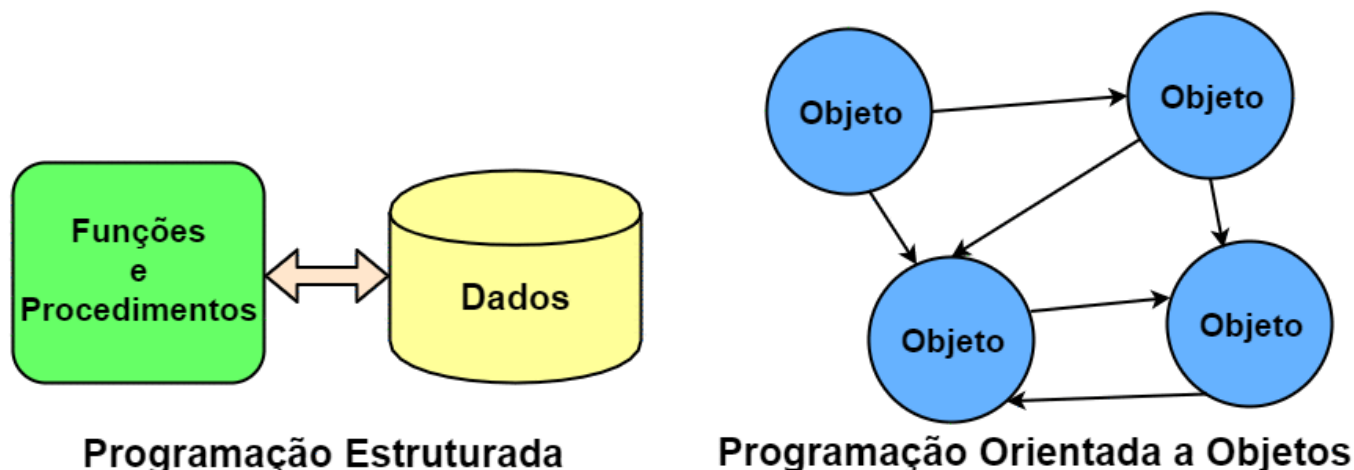 Funções
e
Procedimentos
Dados
Programação Estruturada
Objeto
Objeto
Objeto
Objeto
Programação Orientada a Objetos